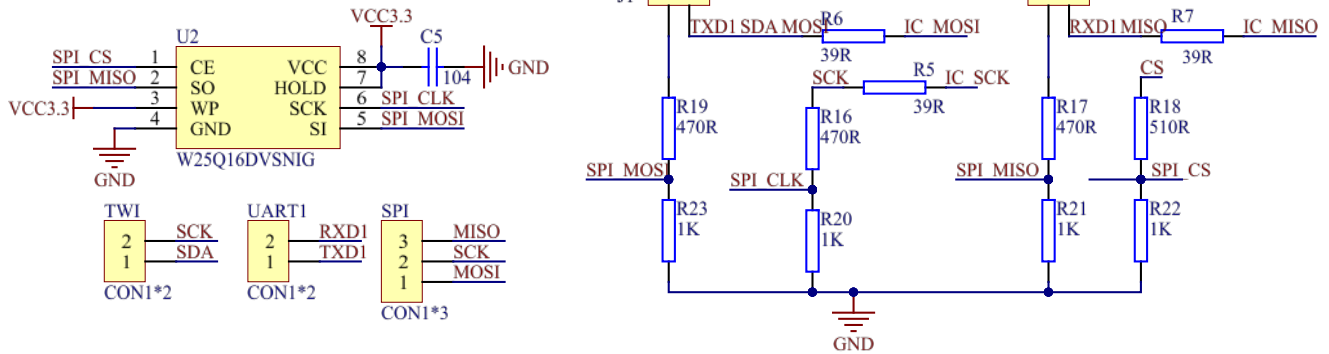 VCC3.3
U2
C5
SPI_CS 1 CE VCC 8
104 GND
SPI_MISO 2 SO HOLD 7
VCC3.3 3 WP SCK 6 SPI_CLK
4 GND SI 5 SPI_MOSI
W25Q16DVSNIG
GND
TWI
2 SCK
1 SDA
CON1*2
UART1
2 RXD1
1 TXD1
CON1*2
SPI
3 MISO
2 SCK
1 MOSI
CON1*3
TXD1 SDA MOSI R6 IC_MOSI
39R
SCK R5 IC_SCK
39R
R19
470R
R16
470R
SPI_MOSI
SPI_CLK
R23
1K
R20
1K
RXD1 MISO R7 IC_MISO
39R
CS
R17
470R
R18
510R
SPI_MISO
SPI_CS
R21
1K
R22
1K
GND